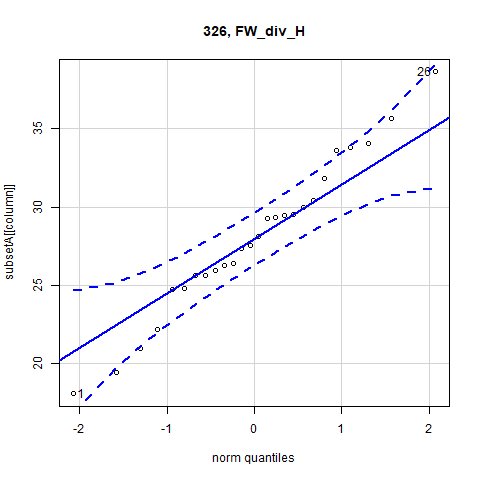 326, FW_div_H
26
35
30
25
20
1
subsetA[[column]]
-2 -1 0 1 2
norm quantiles